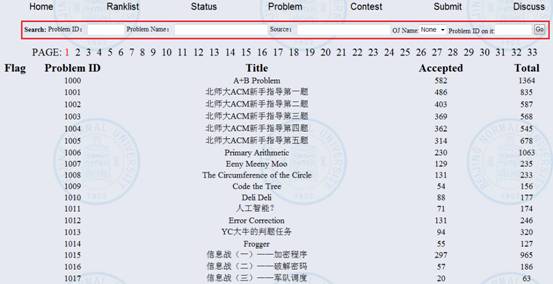 Home Ranklist Status Problem Contest Submit Discuss
Search: Problem ID: Problem Name: Source: OJ Name: None Problem ID on it: Go
PAGE: 1 2 3 4 5 6 7 8 9 10 11 12 13 14 15 16 17 18 19 20 21 22 23 24 25 26 27 28 29 30 31 32 33
Flag Problem ID Title Accepted Total
1000 A+B Problem 582 1364
1001 北师大ACM新手指导第一题 486 835
1002 北师大ACM新手指导第二题 403 587
1003 北师大ACM新手指导第三题 369 568
1004 北师大ACM新手指导第四题 362 545
1005 北师大ACM新手指导第五题 314 678
1006 Primary Arithmetic 230 1063
1007 Eeny Meeny Moo 129 235
1008 The Circumference of the Circle 131 233
1009 Code the Tree 54 156
1010 Deli Deli 88 177
1011 人工智能? 71 174
1012 Error Correction 131 246
1013 YC大牛的判题任务 94 320
1014 Frogger 55 127
1015 信息战(一)——加密程序 297 965
1016 信息战(二)——破解密码 57 186
1017 信息战(三)——军队调度 20 63